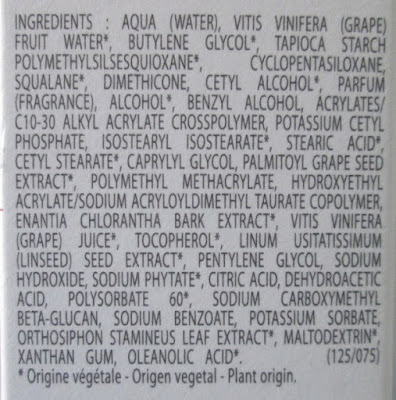 INGREDIENTS : AQUA (WATER), VITIS VINIFERA (GRAPE)
FRUIT WATER*, BUTYLENE GLYCOL*, TAPIOCA STARCH
POLYMETHYLSILSESQUIOXANE*, CYCLOPENTASILOXANE,
SQUALANE*, DIMETHICONE, CETYL ALCOHOL*, PARFUM
(FRAGRANCE), ALCOHOL*, BENZYL ALCOHOL, ACRYLATES/
C10-30 ALKYL ACRYLATE CROSSPOLYMER, POTASSIUM CETYL
PHOSPHATE, ISOSTEARYL ISOSTEARATE*, STEARIC ACID*
CETYL STEARATE*, CAPRYLYL GLYCOL, PALMITOYL GRAPE SEED
EXTRACT*, POLYMETHYL METHACRYLATE, HYDROXYETHYL
ACRYLATE/SODIUM ACRYLOYLDIMETHYL TAURATE COPOLYMER,
ENANTIA CHLORANTHA BARK EXTRACT*, VITIS VINIFERA
(GRAPE) JUICE*, TOCOPHEROL*, LINUM USITATISSIMUM
(LINSEED) SEED EXTRACT*, PENTYLENE GLYCOL, SODIUM
HYDROXIDE, SODIUM PHYTATE*, CITRIC ACID, DEHYDROACETIC
ACID, POLYSORBATE 60*, SODIUM CARBOXYMETHYL
BETA-GLUCAN, SODIUM BENZOATE, POTASSIUM SORBATE,
ORTHOSIPHON STAMINEUS LEAF EXTRACT*, MALTODEXTRIN*,
XANTHAN GUM, OLEANOLIC ACID*. (125/075)
* Origine végétale - Origen vegetal - Plant origin.